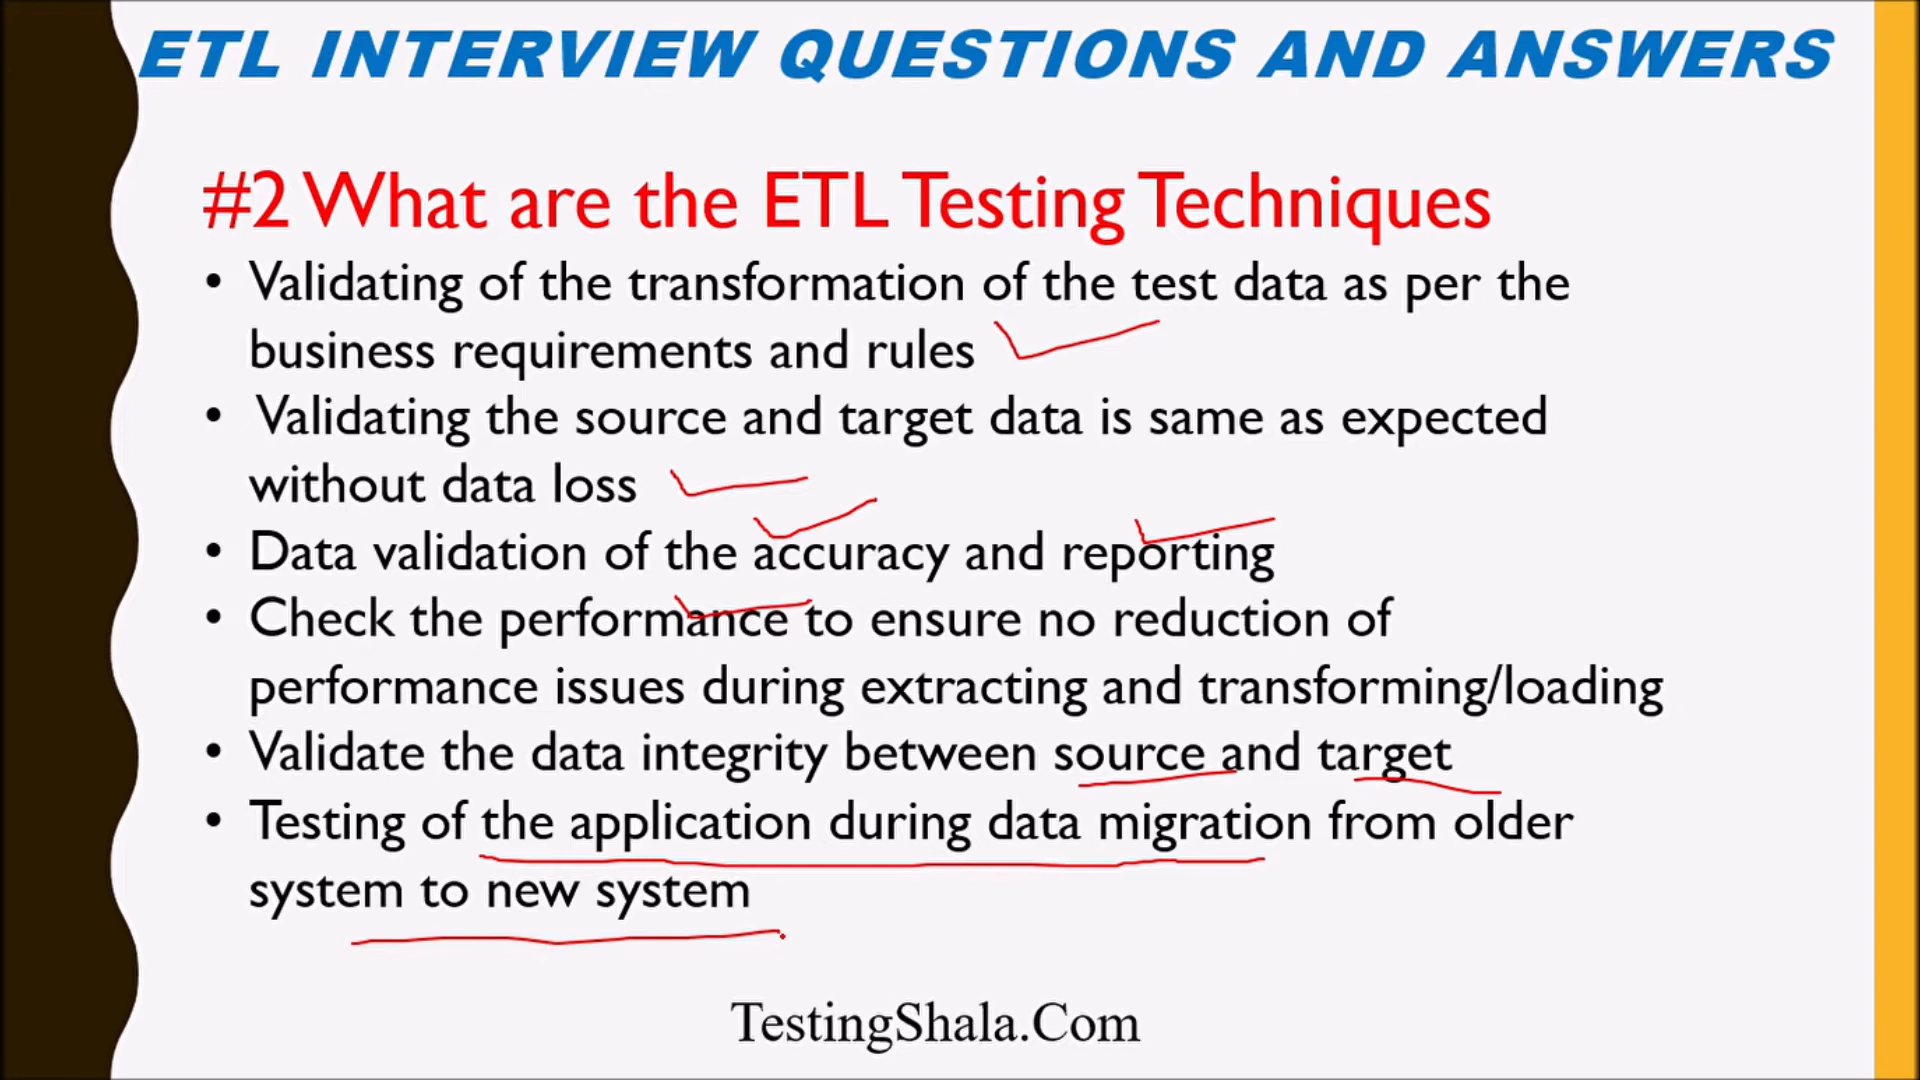 ETL INTERVIEW QUESTIONS AND ANSWERS
#2 What are the ETL Testing Techniques
• Validating of the transformation of the test data as per the
business requirements and rules
• Validating the source and target data is same as expected
without data loss
• Data validation of the accuracy and reporting
• Check the performance to ensure no reduction of
performance issues during extracting and transforming/loading
• Validate the data integrity between source and target
• Testing of the application during data migration from older
system to new system
TestingShala.Com